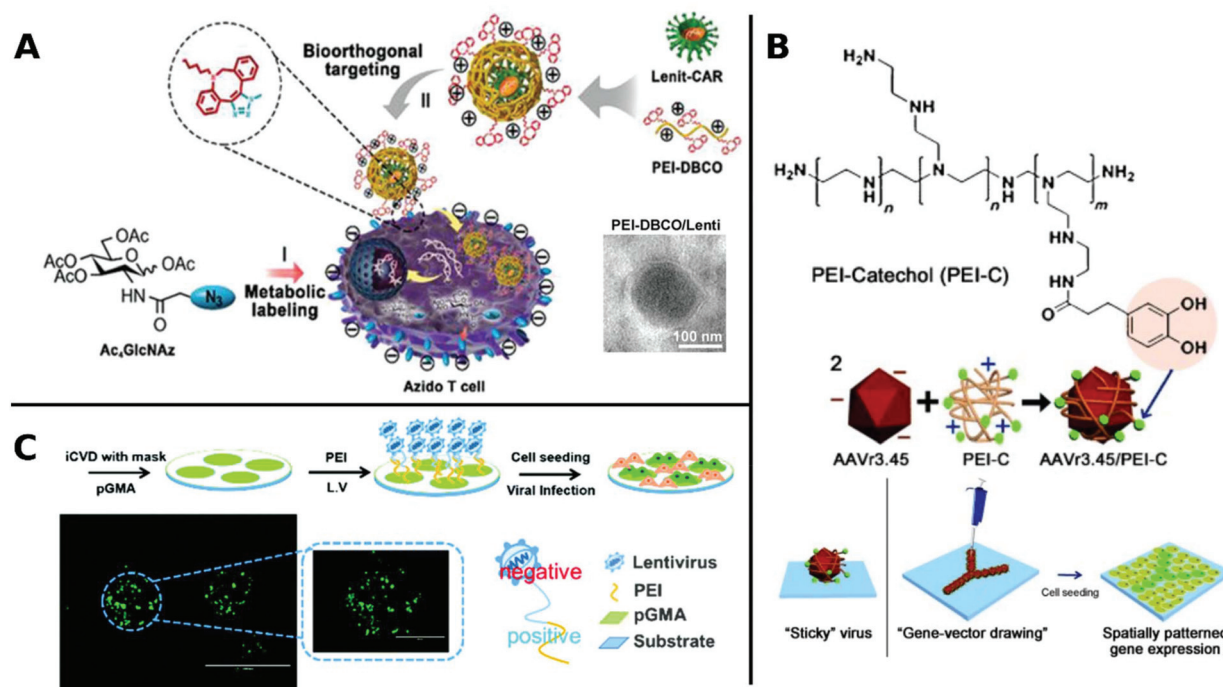 A
Bioorthogonal
targeting
II
Lenit-CAR
PEI-DBCO
OAc
AcO
AcO
OAc
HN
O
N₃
Ac₄GlcNAz
I
Metabolic
labeling
Azido T cell
PEI-DBCO/Lenti
100 nm
B
H₂N
NH
H₂N
N
H
n
N
n
N
H
N
m
NH₂
NH
HN
O
OH
OH
PEI-Catechol (PEI-C)
2
AAVr3.45
PEI-C
AAVr3.45/PEI-C
"Sticky" virus
"Gene-vector drawing"
Cell seeding
Spatially patterned
gene expression
C
iCVD with mask
pGMA
PEI
L.V
Cell seeding
Viral Infection
negative
positive
Lentivirus
PEI
pGMA
Substrate